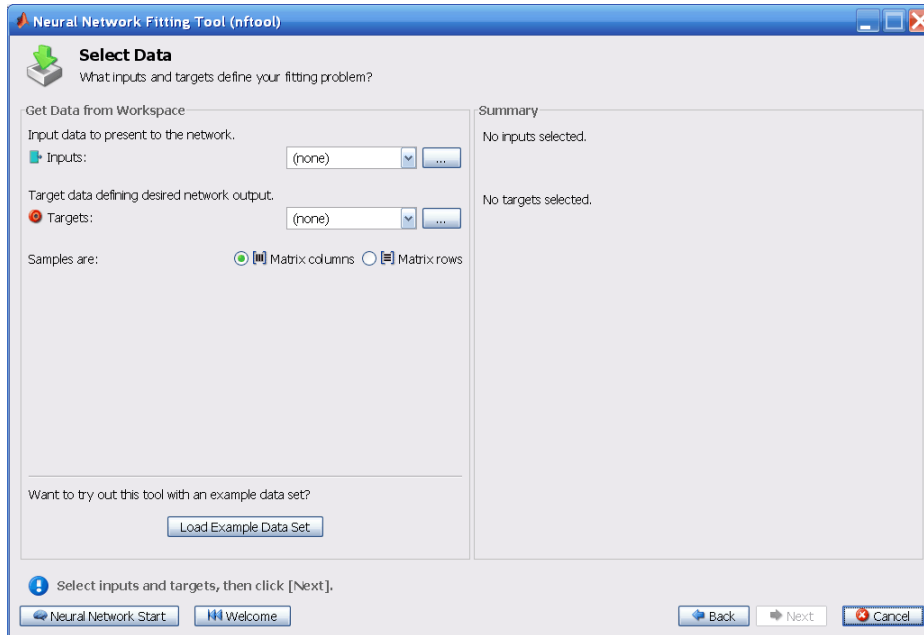 Neural Network Fitting Tool (nftool)
Select Data
What inputs and targets define your fitting problem?
Get Data from Workspace
Input data to present to the network.
Inputs: (none) ...
Target data defining desired network output.
Targets: (none) ...
Samples are: Matrix columns Matrix rows
Want to try out this tool with an example data set?
Load Example Data Set
Summary
No inputs selected.
No targets selected.
Select inputs and targets, then click [Next].
Neural Network Start Welcome Back Next Cancel